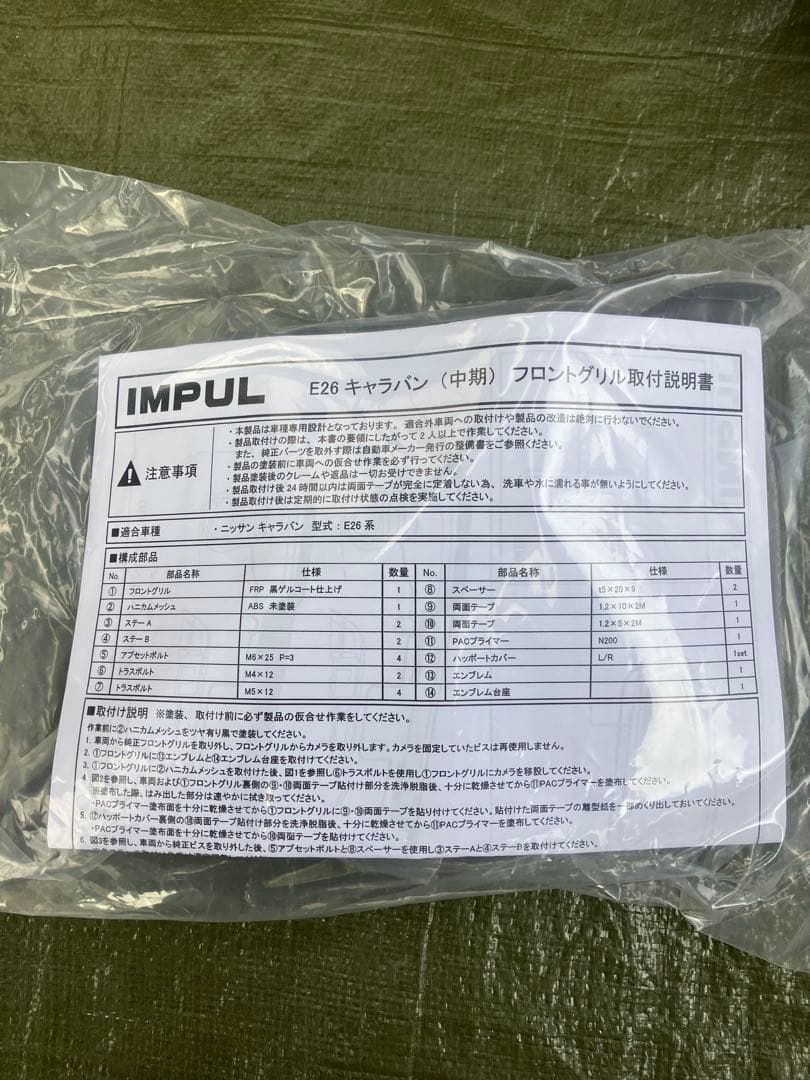 IMPUL
E26 キャラバン（中期） フロントグリル取付説明書
注意事項
・本製品は車種専用設計となっております。適合外車両への取付けや製品の改造は絶対に行わないでください。
・製品取付けの際は、本書の要領にしたがって2人以上で作業してください。
また、純正パーツを取外す際は自動車メーカー発行の整備書をご参照ください。
・製品の塗装前に車両への仮合せ作業を必ず行ってください。
・製品塗装後のクレームや返品は一切お受けできません。
・製品取付け後24時間以内は両面テープが完全に定着しない為、洗車や水に濡れる事が無いようにしてください。
・製品取付け後は定期的に取付け状態の点検を実施してください。
■適合車種 ・ニッサン キャラバン 型式：E26 系
■構成部品
No. 部品名称 仕様 数量 No. 部品名称 仕様 数量
① フロントグリル FRP 黒ゲルコート仕上げ 1 ⑧ スペーサー t5×20×9 2
② ハニカムメッシュ ABS 未塗装 1 ⑨ 両面テープ 1.2×10×2M 1
③ ステーA 1 ⑩ 両面テープ 1.2×5×2M 1
④ ステーB 2 ⑪ PACプライマー N200 1
⑤ アプセットボルト M6×25 P=3 4 ⑫ ハッポートカバー L/R 1set
⑥ トラスボルト M4×12 2 ⑬ エンブレム 1
⑦ トラスボルト M5×12 4 ⑭ エンブレム台座 1
■取付け説明 ※塗装、取付け前に必ず製品の仮合せ作業をしてください。
作業前に②ハニカムメッシュをツヤ有り黒で塗装してください。
1. 車両から純正フロントグリルを取り外し、フロントグリルからカメラを取り外します。カメラを固定していたビスは再使用しません。
2. ①フロントグリルに⑬エンブレムと⑭エンブレム台座を取付けます。
3. ①フロントグリルに②ハニカムメッシュを取付けた後、図1を参照し⑥トラスボルトを使用し①フロントグリルにカメラを移設してください。
4. 図2を参照し、車両および①フロントグリル裏側の⑨・⑩両面テープ貼付け部分を洗浄脱脂後、十分に乾燥させてから⑪PACプライマーを塗布してください。
※塗布した際、はみ出した部分は速やかに拭き取ってください。
・PACプライマー塗布面を十分に乾燥させてから①フロントグリルに⑨・⑩両面テープを貼り付けてください。貼付けた両面テープの離型紙を一部めくり出しておいてください。
5. ⑫ハッポートカバー裏側の⑩両面テープ貼付け部分を洗浄脱脂後、十分に乾燥させてから⑪PACプライマーを塗布してください。
・PACプライマー塗布面を十分に乾燥させてから⑩両面テープを貼付けてください。
6. 図3を参照し、車両から純正ビスを取外した後、⑤アプセットボルトと⑧スペーサーを使用し③ステーAと④ステーBを取付けてください。